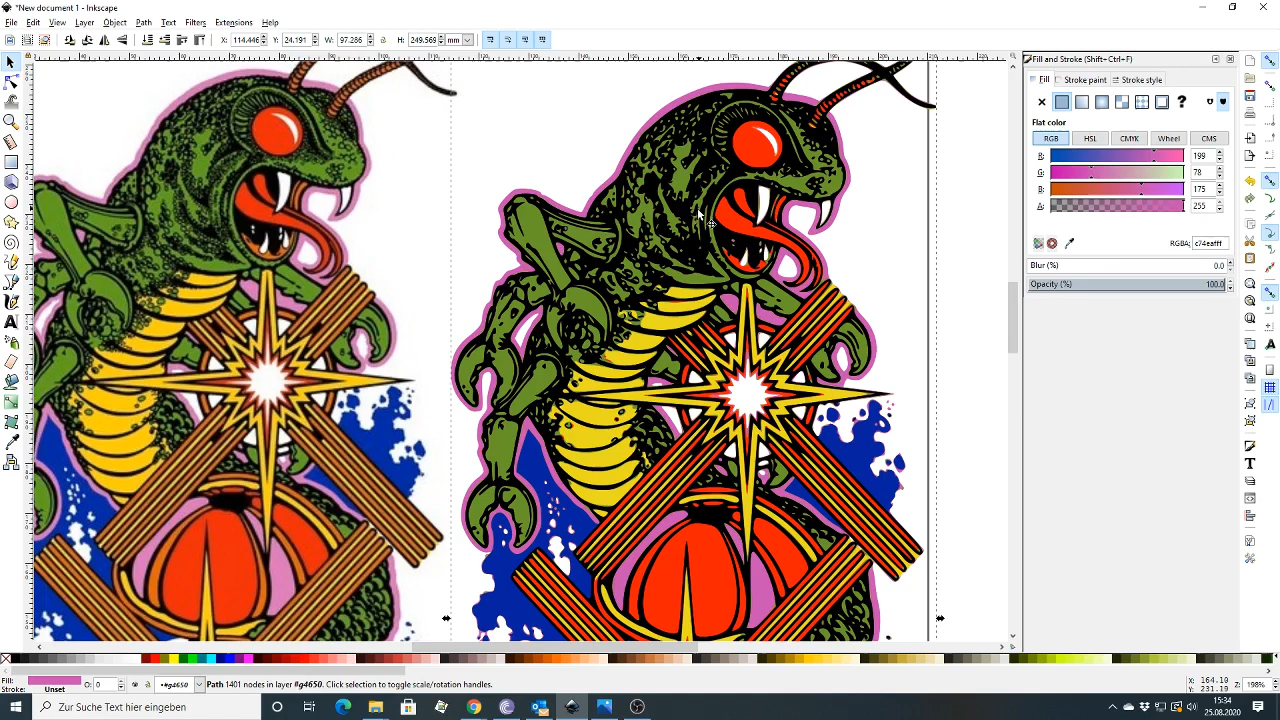 *New document 1 - Inkscape
File Edit View Layer Object Path Text Filters Extensions Help
X: 114.446 Y: 24.191 W: 97.286 H: 249.569 mm
Fill and Stroke (Shift+Ctrl+F)
Fill Stroke paint Stroke style
Flat color
RGB HSL CMYK Wheel CMS
199
78
B: 175
A: 255
RGBA: c74eafff
Blur (%) 0.0
Opacity (%) 100.0
Fill:
Stroke: Unset
O: 0 #g4650 Path 1401 nodes in layer #g4650. Click selection to toggle scale/rotation handles.
X: 164.10
Y: 231.19
Z: 198%
Zur Suche Text hier eingeben
15:34
25.08.2020